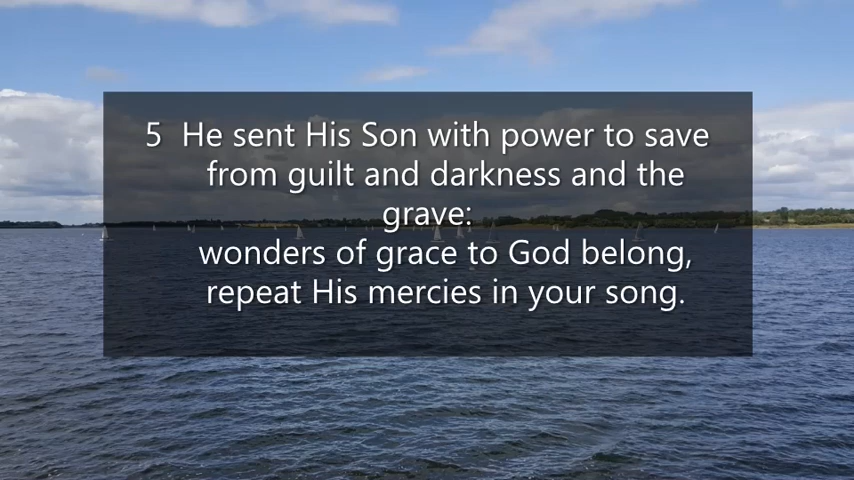 5 He sent His Son with power to save
from guilt and darkness and the
grave:
wonders of grace to God belong,
repeat His mercies in your song.